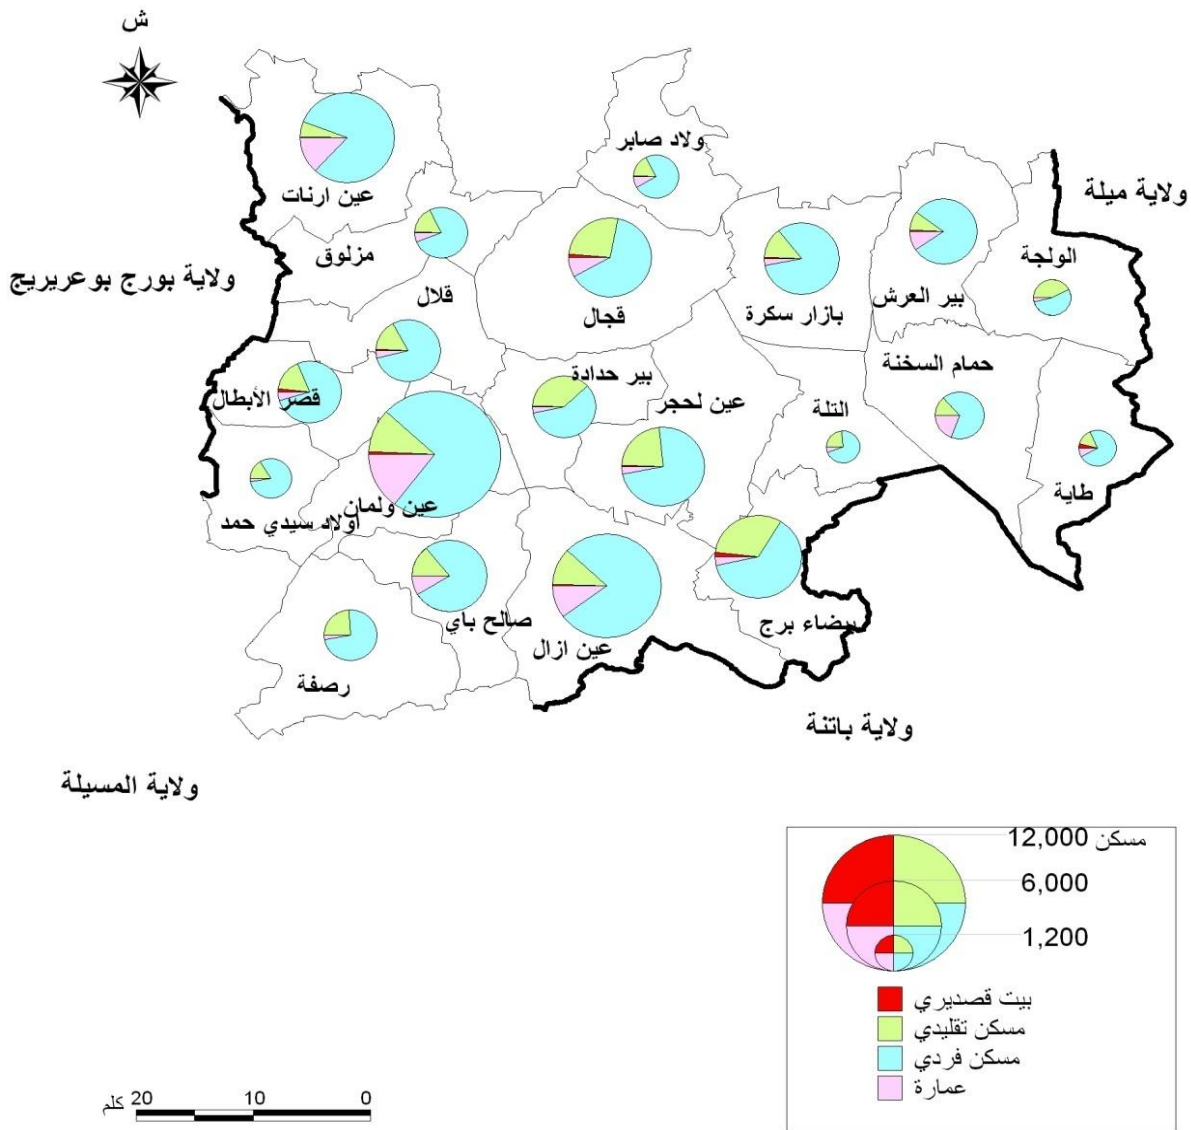 ش
ولاد صابر
ولاية ميلة
عين ارنات
مزلوق
الولجة
ولاية بورج بوعريريج
قلال
قجال
بازار سكرة
بير العرش
بير حدادة
حمام السخنة
قصر الأبطال
عين لحجر
التلة
طاية
عين ولمان
اولاد سيدي حمد
صالح باي
عين ازال
بيضاء برج
رصفة
ولاية باتنة
ولاية المسيلة
12,000 مسكن
6,000
1,200
بيت قصديري
مسكن تقليدي
مسكن فردي
عمارة
كلم 20 10 0